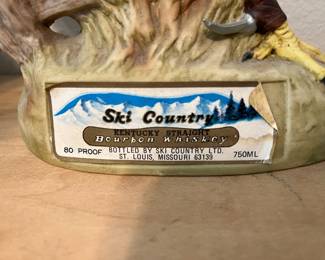 Ski Country
KENTUCKY STRAIGHT
Bourbon Whiskey
80 PROOF BOTTLED BY SKI COUNTRY LTD. 750ML
ST. LOUIS, MISSOURI 63139